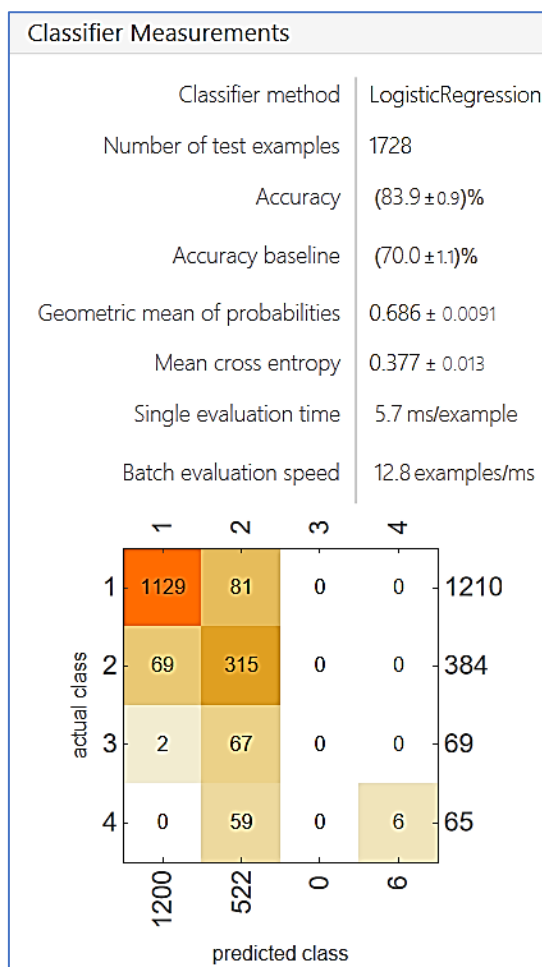 Classifier Measurements
Classifier method LogisticRegression
Number of test examples 1728
Accuracy (83.9 ±0.9)%
Accuracy baseline (70.0 ±1.1)%
Geometric mean of probabilities 0.686 ± 0.0091
Mean cross entropy 0.377 ± 0.013
Single evaluation time 5.7 ms/example
Batch evaluation speed 12.8 examples/ms
1 2 3 4
1 1129 81 0 0 1210
2 69 315 0 0 384
3 2 67 0 0 69
4 0 59 0 6 65
actual class
1200 522 0 6
predicted class